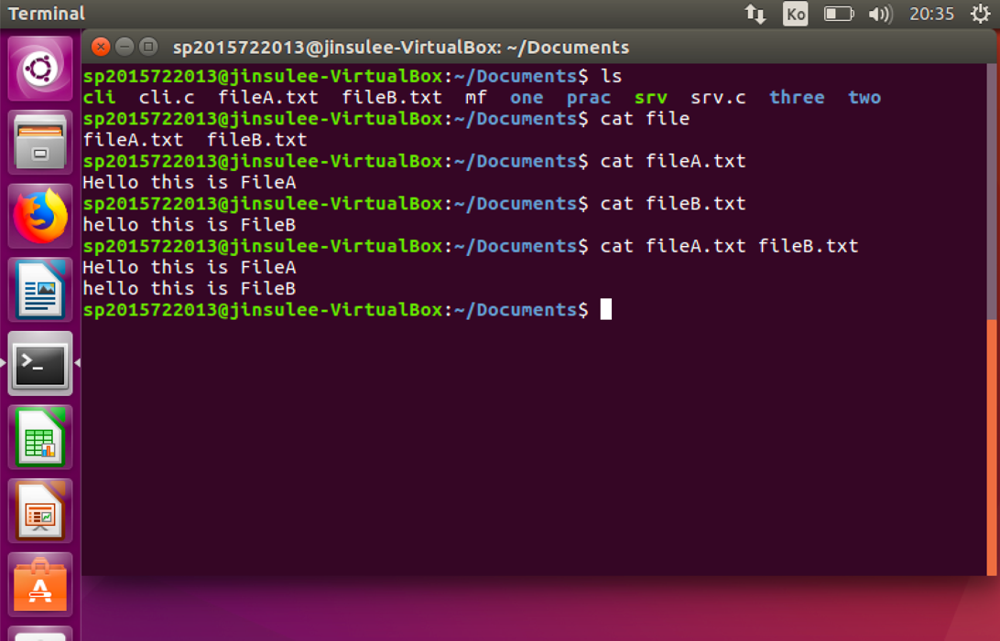 Terminal
Ko
20:35
sp2015722013@jinsulee-VirtualBox: ~/Documents
sp2015722013@jinsulee-VirtualBox:~/Documents$ ls
cli  cli.c  fileA.txt  fileB.txt  mf  one  prac  srv  srv.c  three  two
sp2015722013@jinsulee-VirtualBox:~/Documents$ cat file
fileA.txt  fileB.txt
sp2015722013@jinsulee-VirtualBox:~/Documents$ cat fileA.txt
Hello this is FileA
sp2015722013@jinsulee-VirtualBox:~/Documents$ cat fileB.txt
hello this is FileB
sp2015722013@jinsulee-VirtualBox:~/Documents$ cat fileA.txt fileB.txt
Hello this is FileA
hello this is FileB
sp2015722013@jinsulee-VirtualBox:~/Documents$